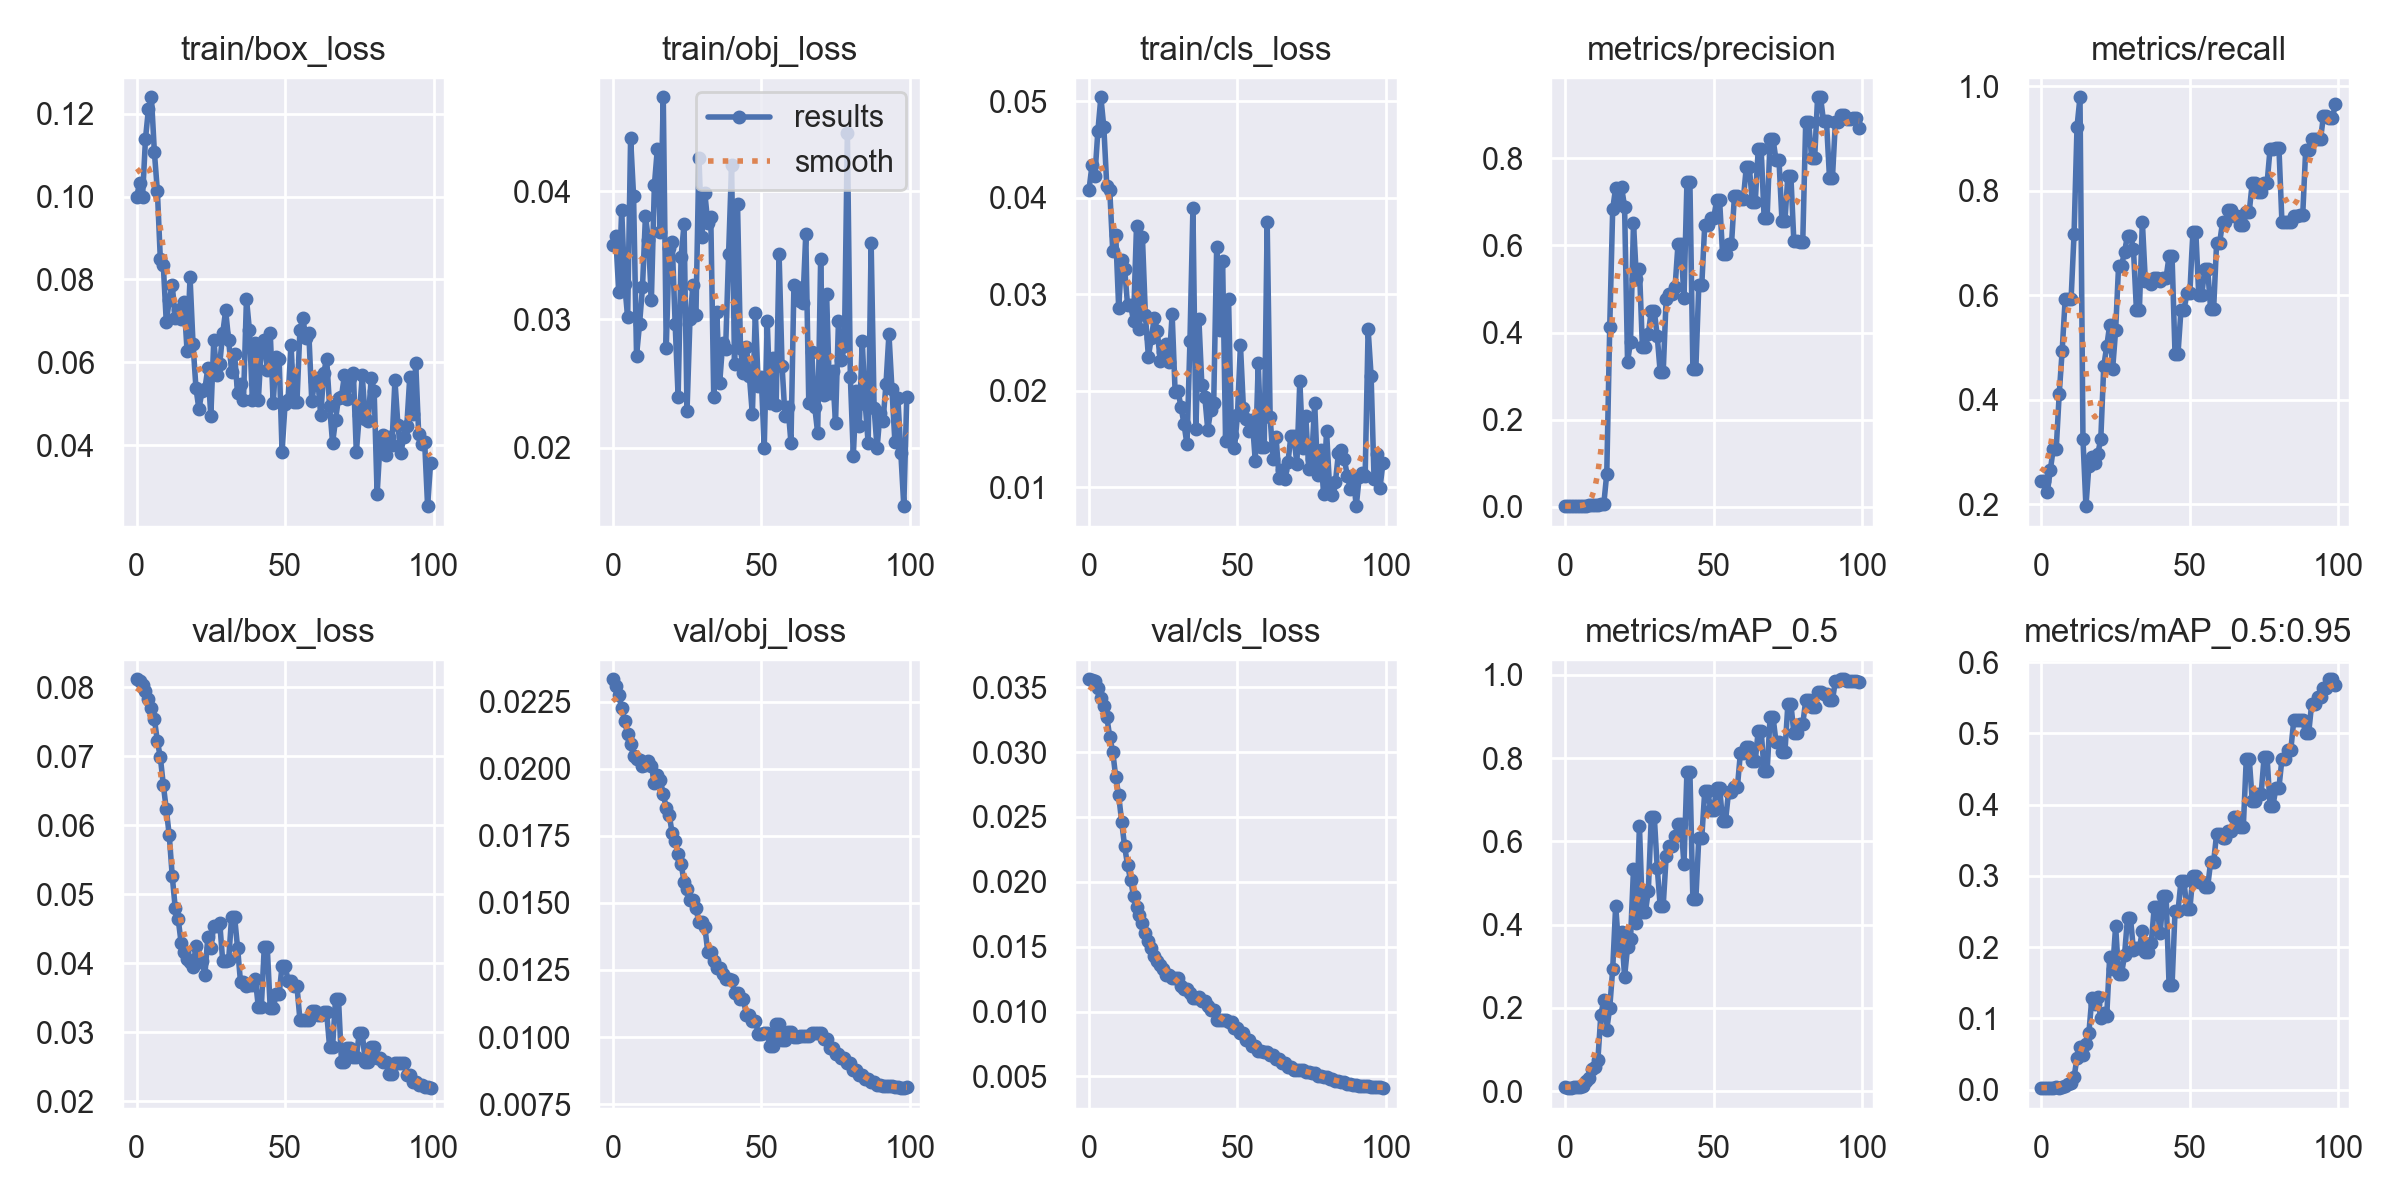 train/box_loss
train/obj_loss
train/cls_loss
metrics/precision
metrics/recall
0.12
0.10
0.08
0.06
0.04
0 50 100
results
smooth
0.04
0.03
0.02
0 50 100
0.05
0.04
0.03
0.02
0.01
0 50 100
0.8
0.6
0.4
0.2
0.0
0 50 100
1.0
0.8
0.6
0.4
0.2
0 50 100
val/box_loss
val/obj_loss
val/cls_loss
metrics/mAP_0.5
metrics/mAP_0.5:0.95
0.08
0.07
0.06
0.05
0.04
0.03
0.02
0 50 100
0.0225
0.0200
0.0175
0.0150
0.0125
0.0100
0.0075
0 50 100
0.035
0.030
0.025
0.020
0.015
0.010
0.005
0 50 100
1.0
0.8
0.6
0.4
0.2
0.0
0 50 100
0.6
0.5
0.4
0.3
0.2
0.1
0.0
0 50 100